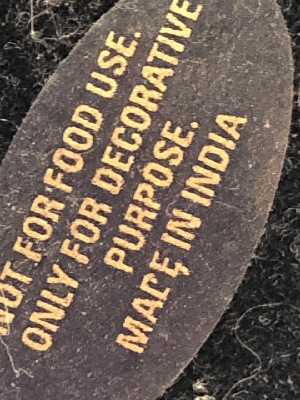 NOT FOR FOOD USE.
ONLY FOR DECORATIVE
PURPOSE.
MADE IN INDIA